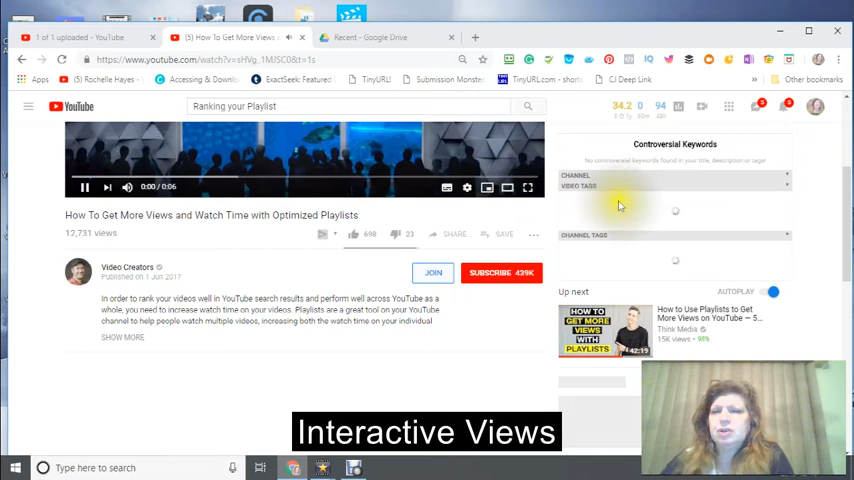 1 of 1 uploaded - YouTube
(5) How To Get More Views
Recent - Google Drive
https://www.youtube.com/watch?v=sHVg_1MJSC0&t=1s
Apps
(5) Rochelle Hayes
Accessing & Downlo
ExactSeek: Featured
TinyURL!
Submission Monster
TinyURL.com - short
CJ Deep Link
Other bookmarks
YouTube
Ranking your Playlist
34.2 0 94
5
5
Controversial Keywords
No controversial keywords found in your title, description or tags!
CHANNEL
VIDEO TAGS
CHANNEL TAGS
0:00 / 0:06
How To Get More Views and Watch Time with Optimized Playlists
12,731 views
698
23
SHARE
SAVE
Video Creators
Published on 1 Jun 2017
JOIN
SUBSCRIBE 439K
In order to rank your videos well in YouTube search results and perform well across YouTube as a
whole, you need to increase watch time on your videos. Playlists are a great tool on your YouTube
channel to help people watch multiple videos, increasing both the watch time on your individual
SHOW MORE
Up next
AUTOPLAY
HOW TO
GET MORE
VIEWS
WITH
PLAYLISTS
42:19
How to Use Playlists to Get
More Views on YouTube — 5...
Think Media
15K views • 98%
Interactive Views
Type here to search